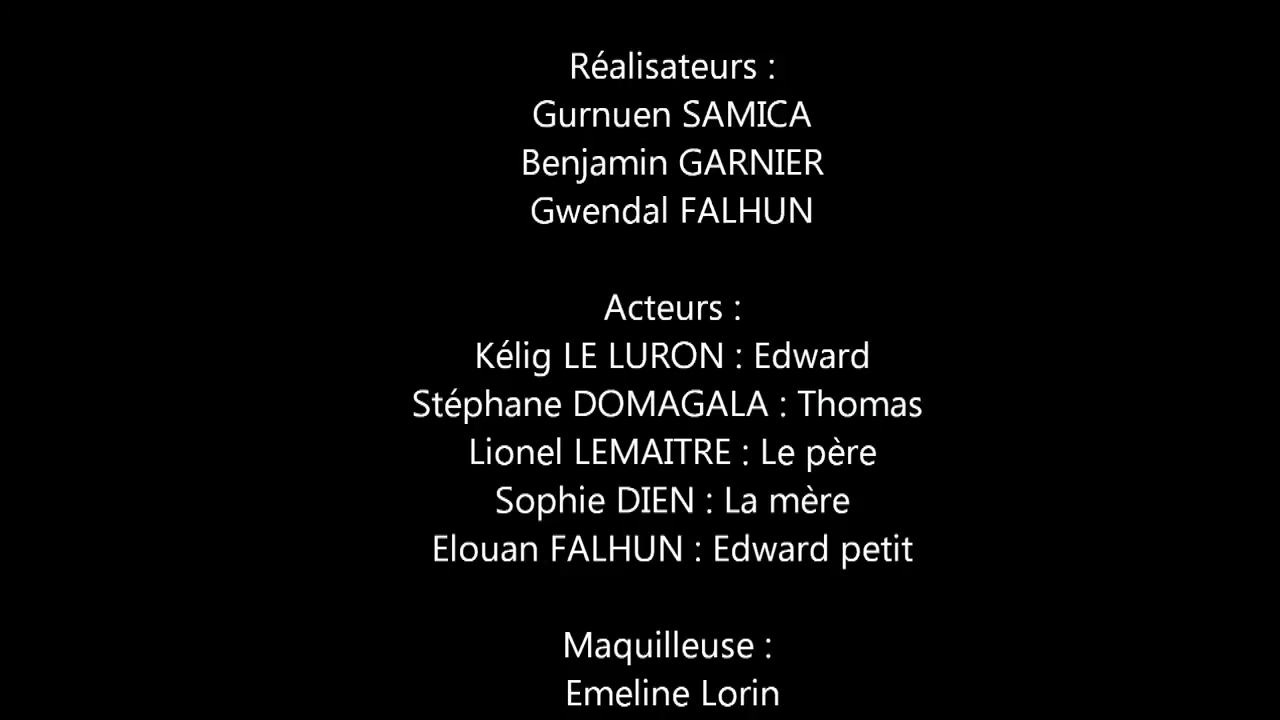 Réalisateurs :
Gurnuen SAMICA
Benjamin GARNIER
Gwendal FALHUN
Acteurs :
Kélig LE LURON : Edward
Stéphane DOMAGALA : Thomas
Lionel LEMAITRE : Le père
Sophie DIEN : La mère
Elouan FALHUN : Edward petit
Maquilleuse :
Emeline Lorin